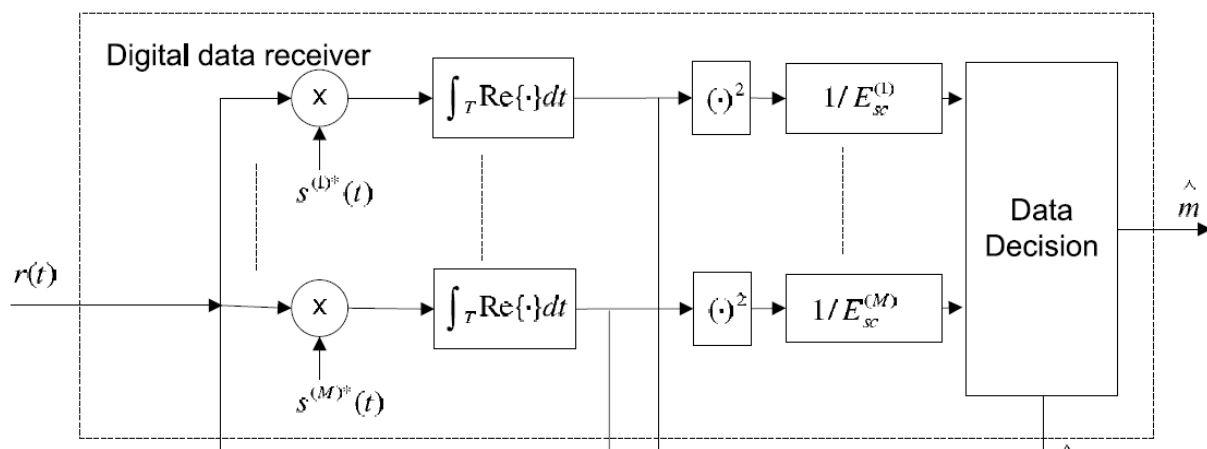 Digital data receiver
x
∫_T Re{·}dt
(·)²
1/E_sc^(1)
s^(1)*(t)
Data
Decision
m̂
r(t)
x
∫_T Re{·}dt
(·)²
1/E_sc^(M)
s^(M)*(t)
^